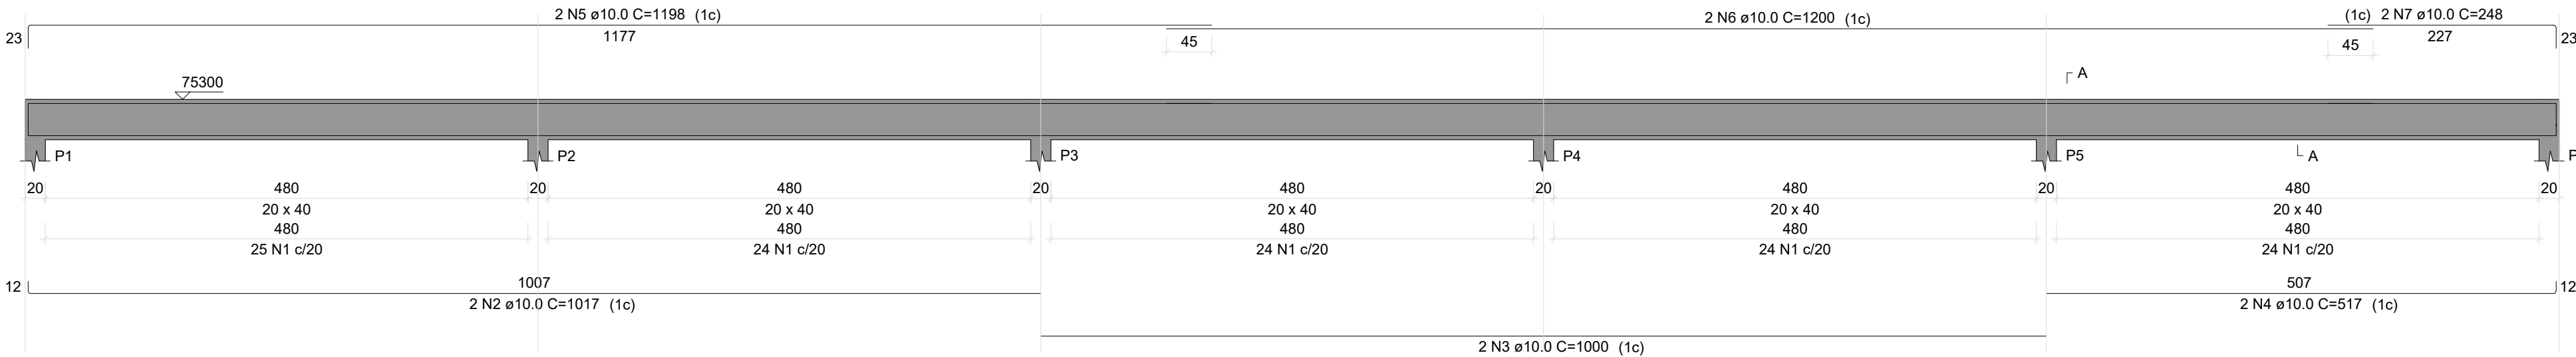 2 N5 ø10.0 C=1198 (1c)
2 N6 ø10.0 C=1200 (1c)
(1c) 2 N7 ø10.0 C=248
23
1177
45
45
227
23
75300
A
P1
P2
P3
P4
P5
A
P
20
480
20
480
20
480
20
480
20
480
20
20 x 40
20 x 40
20 x 40
20 x 40
20 x 40
480
480
480
480
480
25 N1 c/20
24 N1 c/20
24 N1 c/20
24 N1 c/20
24 N1 c/20
12
1007
507
12
2 N2 ø10.0 C=1017 (1c)
2 N4 ø10.0 C=517 (1c)
2 N3 ø10.0 C=1000 (1c)